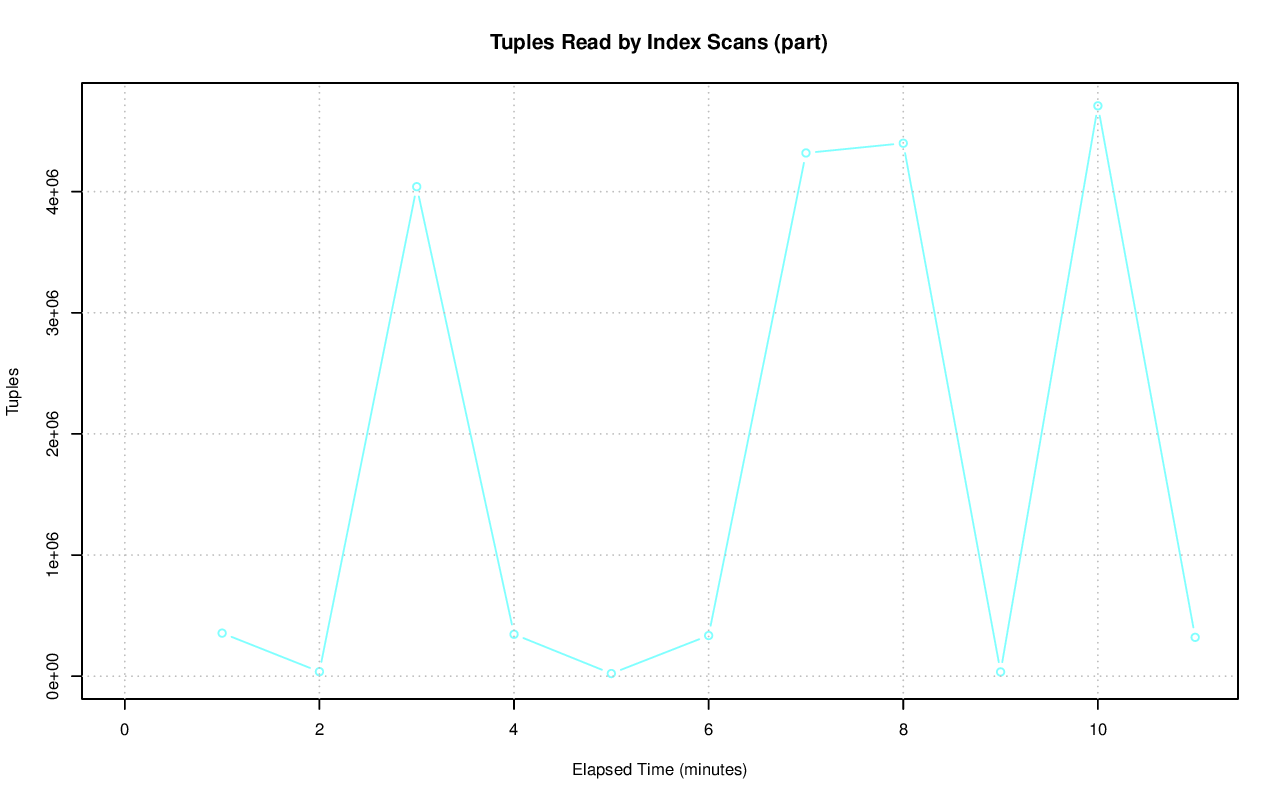 Tuples Read by Index Scans (part)
Tuples
4e+06
3e+06
2e+06
1e+06
0e+00
0 2 4 6 8 10
Elapsed Time (minutes)